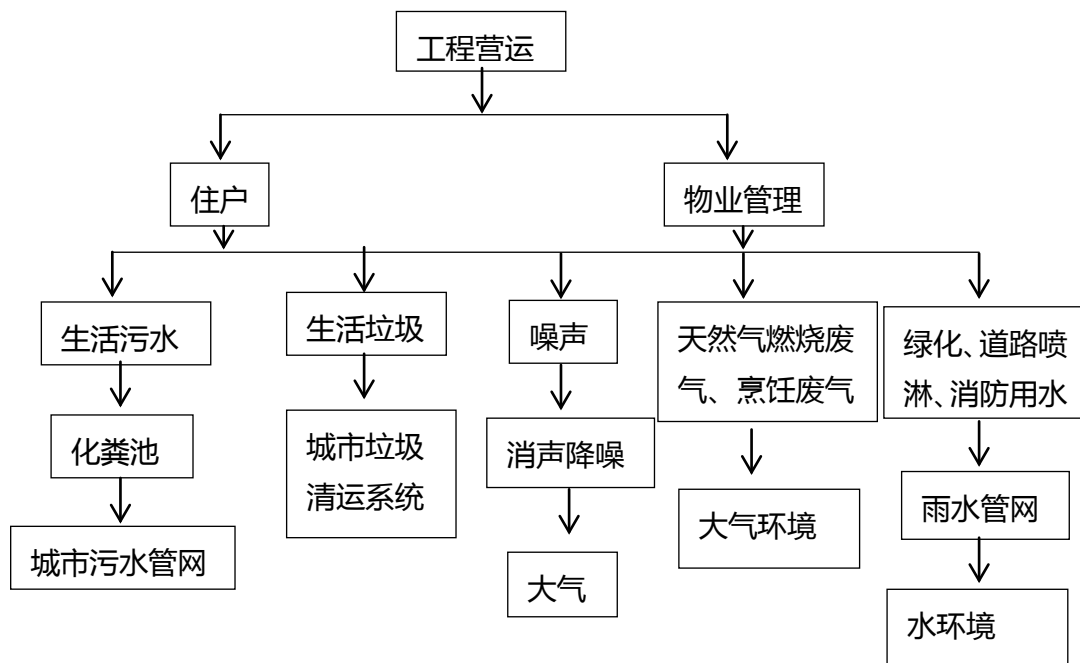 工程营运
住户
物业管理
生活污水
生活垃圾
噪声
天然气燃烧废
气、烹饪废气
绿化、道路喷
淋、消防用水
化粪池
城市垃圾
清运系统
消声降噪
大气环境
雨水管网
城市污水管网
大气
水环境